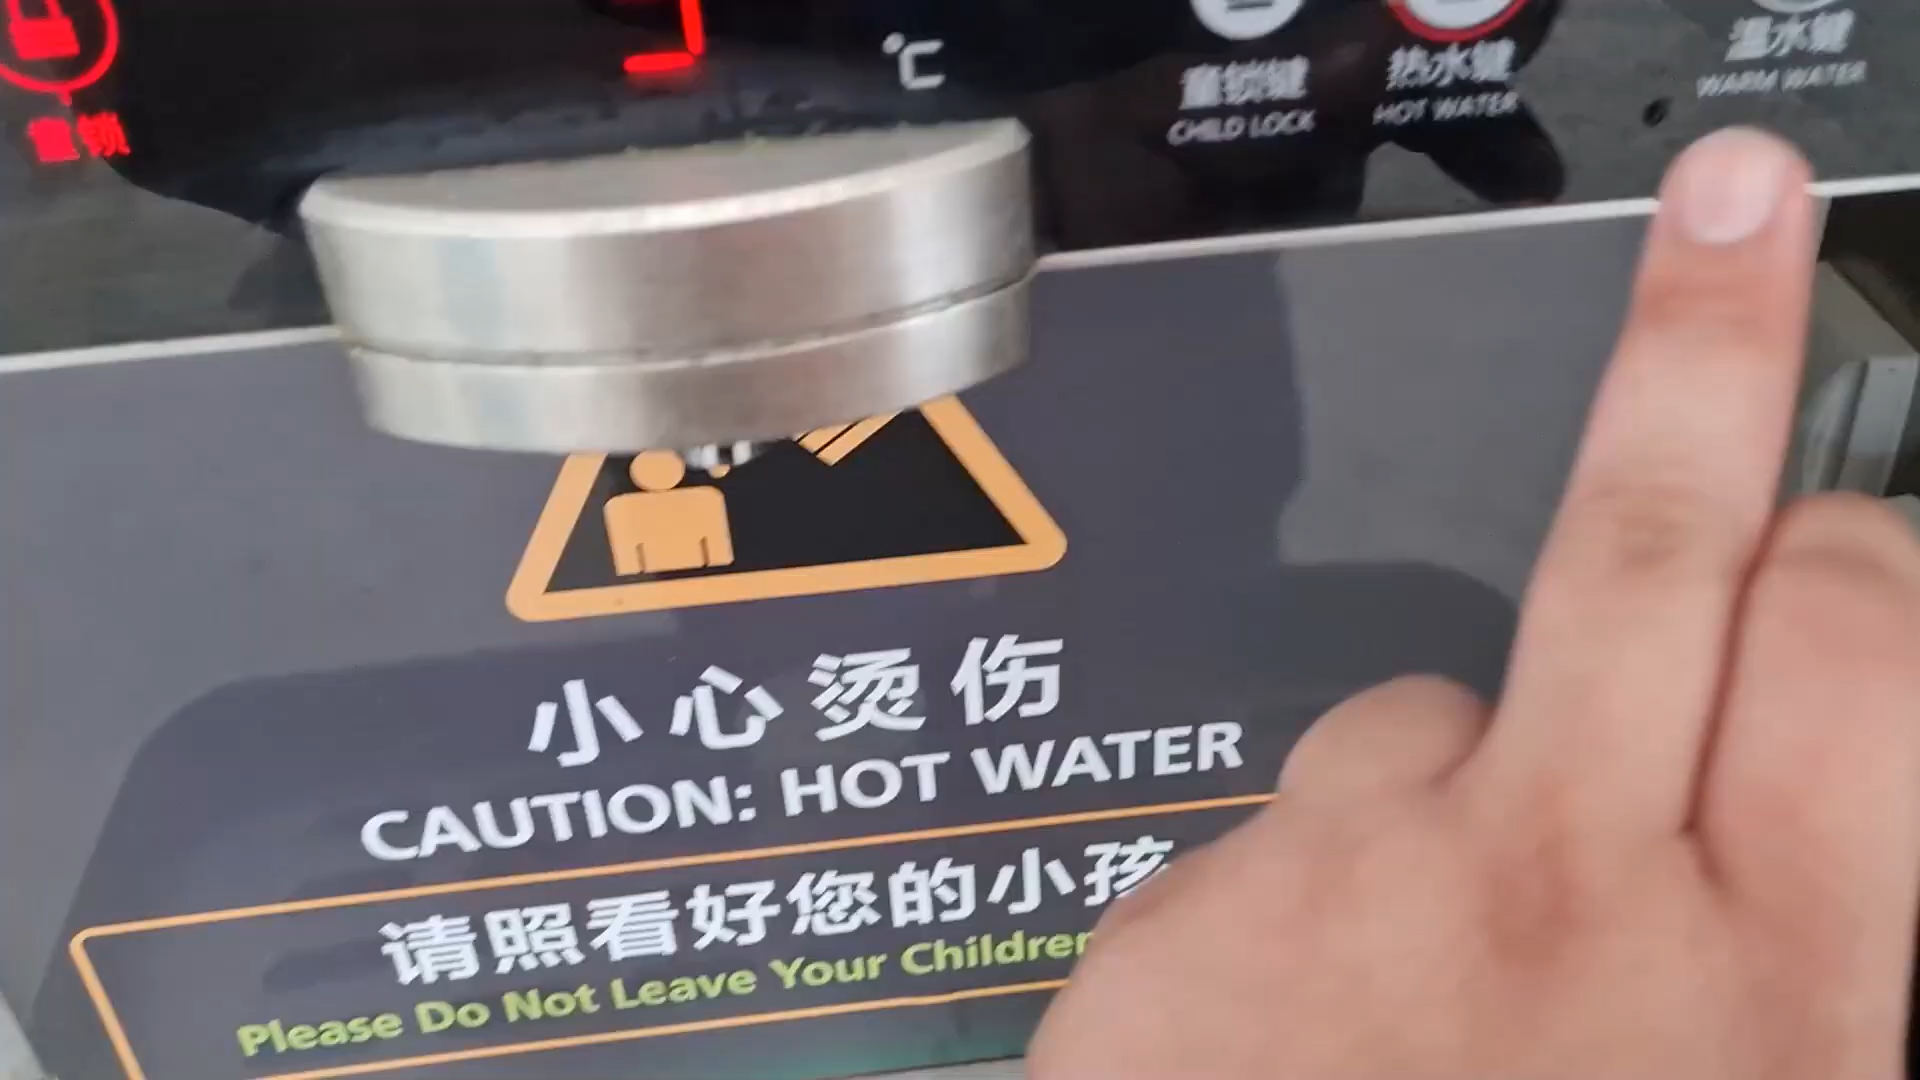 童锁
℃
童锁键
CHILD LOCK
热水键
HOT WATER
温水键
WARM WATER
小心烫伤
CAUTION: HOT WATER
请照看好您的小孩
Please Do Not Leave Your Children